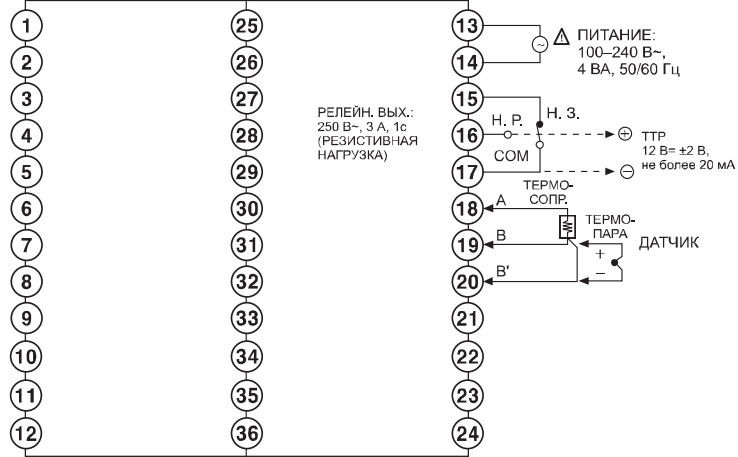 1
2
3
4
5
6
7
8
9
10
11
12
25
26
27
28
29
30
31
32
33
34
35
36
РЕЛЕЙН. ВЫХ.:
250 В~, 3 А, 1с
(РЕЗИСТИВНАЯ
НАГРУЗКА)
13
14
15
16
17
18
19
20
21
22
23
24
~
ПИТАНИЕ:
100–240 В~,
4 ВА, 50/60 Гц
Н. Р.
Н. З.
COM
+
−
ТТР
12 В= ±2 В,
не более 20 мА
ТЕРМО-
СОПР.
A
B
B'
ТЕРМО-
ПАРА
+
−
ДАТЧИК